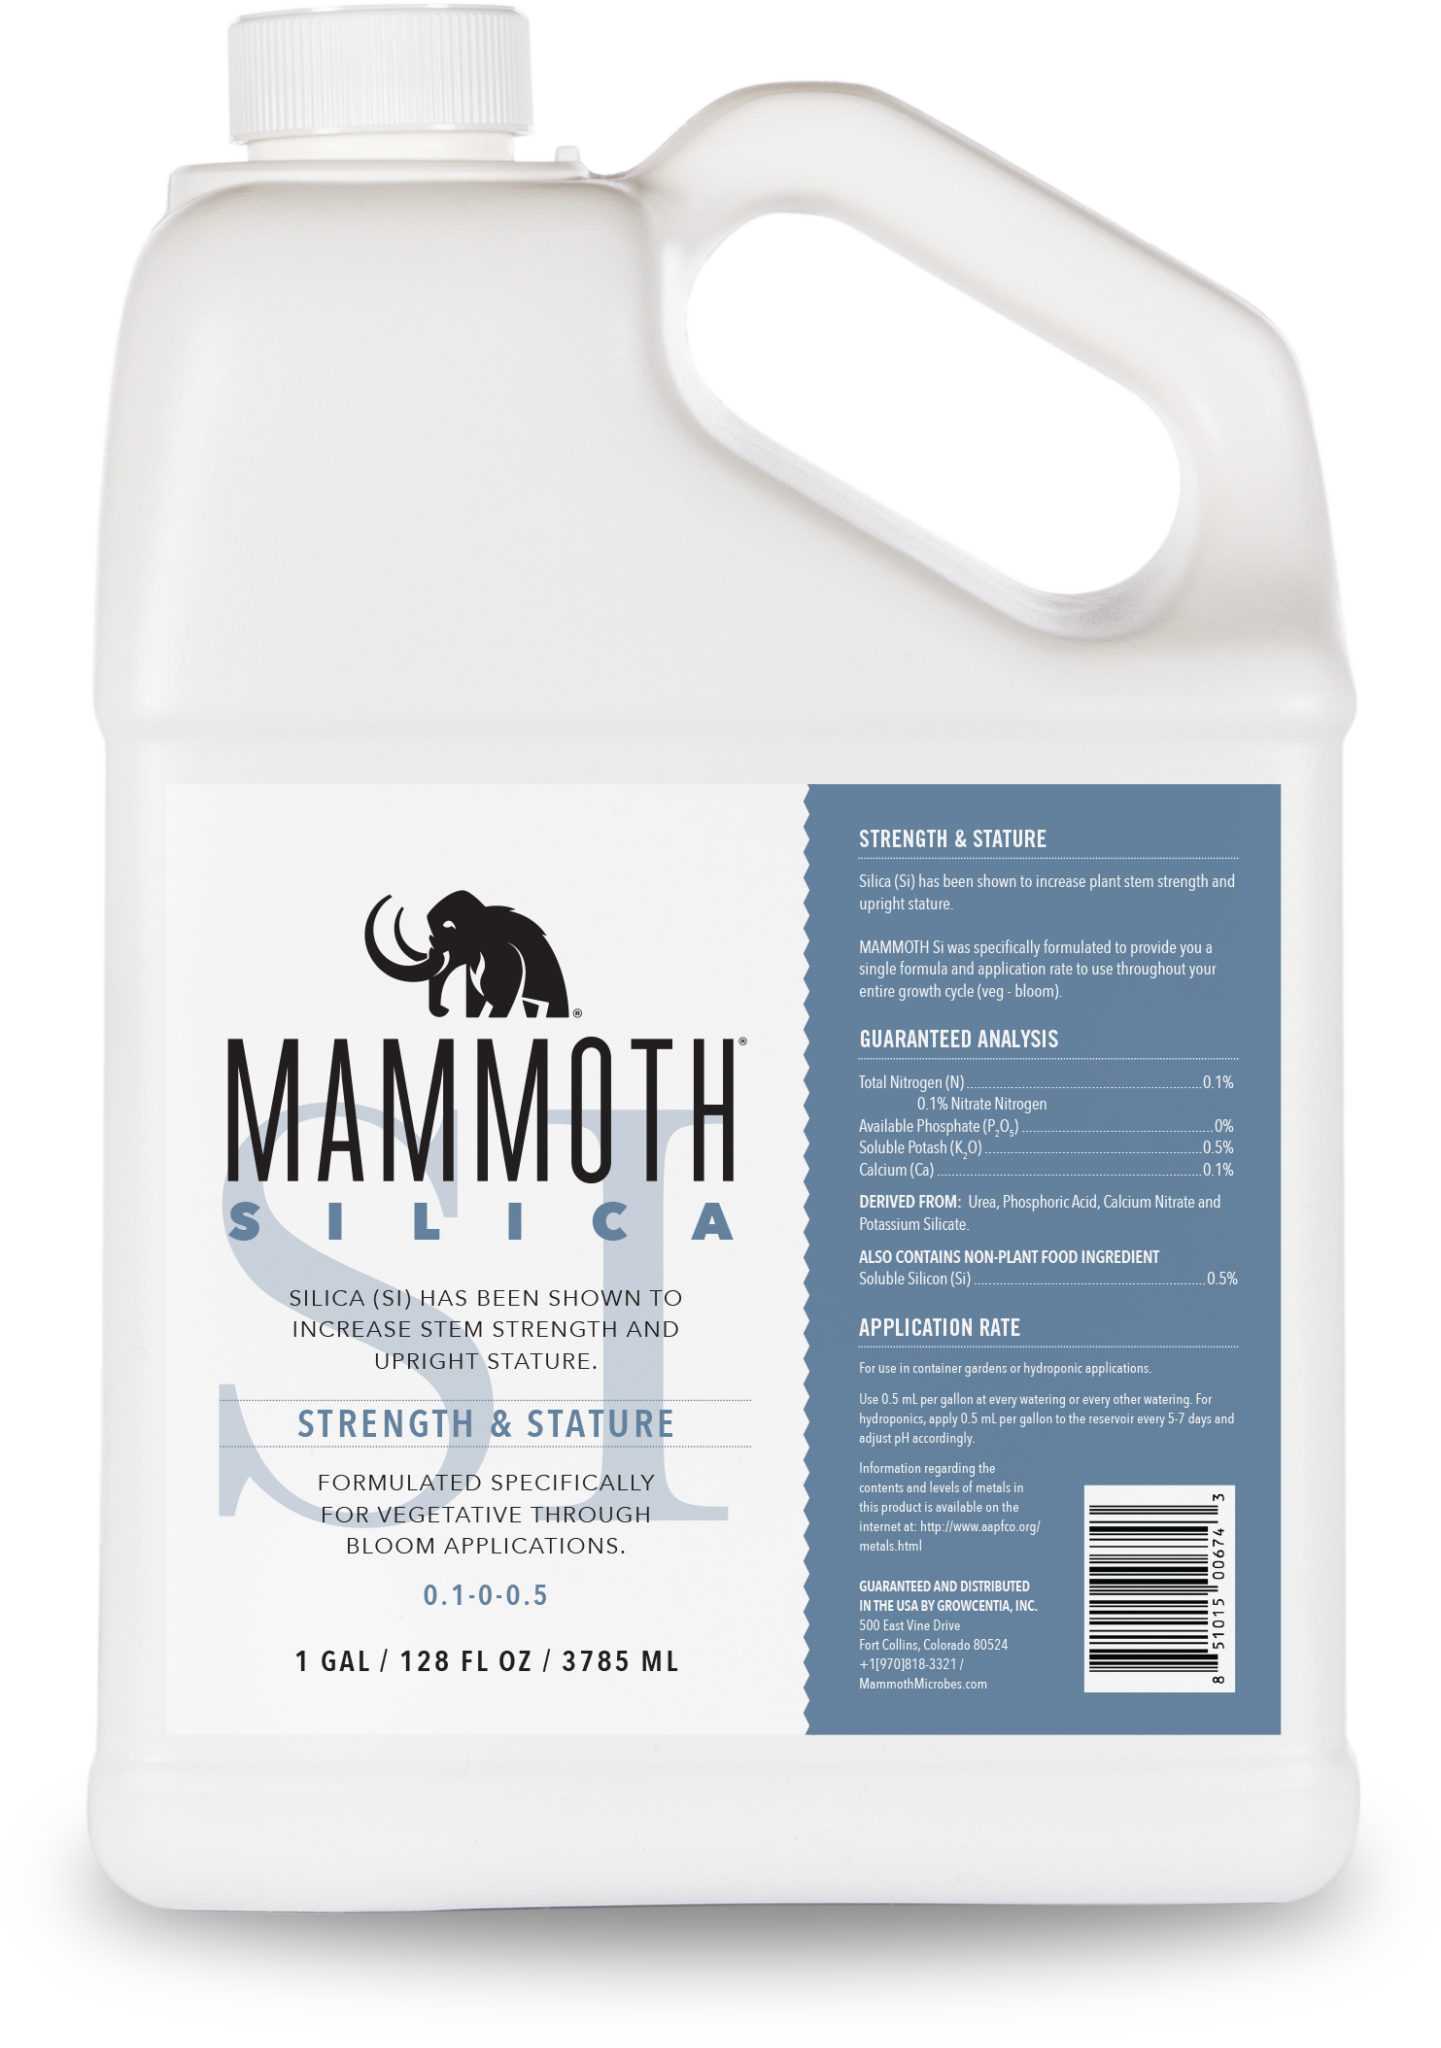 MAMMOTH®
SILICA
SI
SILICA (SI) HAS BEEN SHOWN TO
INCREASE STEM STRENGTH AND
UPRIGHT STATURE.
STRENGTH & STATURE
FORMULATED SPECIFICALLY
FOR VEGETATIVE THROUGH
BLOOM APPLICATIONS.
0.1-0-0.5
1 GAL / 128 FL OZ / 3785 ML
STRENGTH & STATURE
Silica (Si) has been shown to increase plant stem strength and
upright stature.
MAMMOTH Si was specifically formulated to provide you a
single formula and application rate to use throughout your
entire growth cycle (veg - bloom).
GUARANTEED ANALYSIS
Total Nitrogen (N) 0.1%
0.1% Nitrate Nitrogen
Available Phosphate (P₂O₅) 0%
Soluble Potash (K₂O) 0.5%
Calcium (Ca) 0.1%
DERIVED FROM: Urea, Phosphoric Acid, Calcium Nitrate and
Potassium Silicate.
ALSO CONTAINS NON-PLANT FOOD INGREDIENT
Soluble Silicon (Si) 0.5%
APPLICATION RATE
For use in container gardens or hydroponic applications.
Use 0.5 mL per gallon at every watering or every other watering. For
hydroponics, apply 0.5 mL per gallon to the reservoir every 5-7 days and
adjust pH accordingly.
Information regarding the
contents and levels of metals in
this product is available on the
internet at: http://www.aapfco.org/
metals.html
GUARANTEED AND DISTRIBUTED
IN THE USA BY GROWCENTIA, INC.
500 East Vine Drive
Fort Collins, Colorado 80524
+1[970]818-3321 /
MammothMicrobes.com
8 51015 00674 3